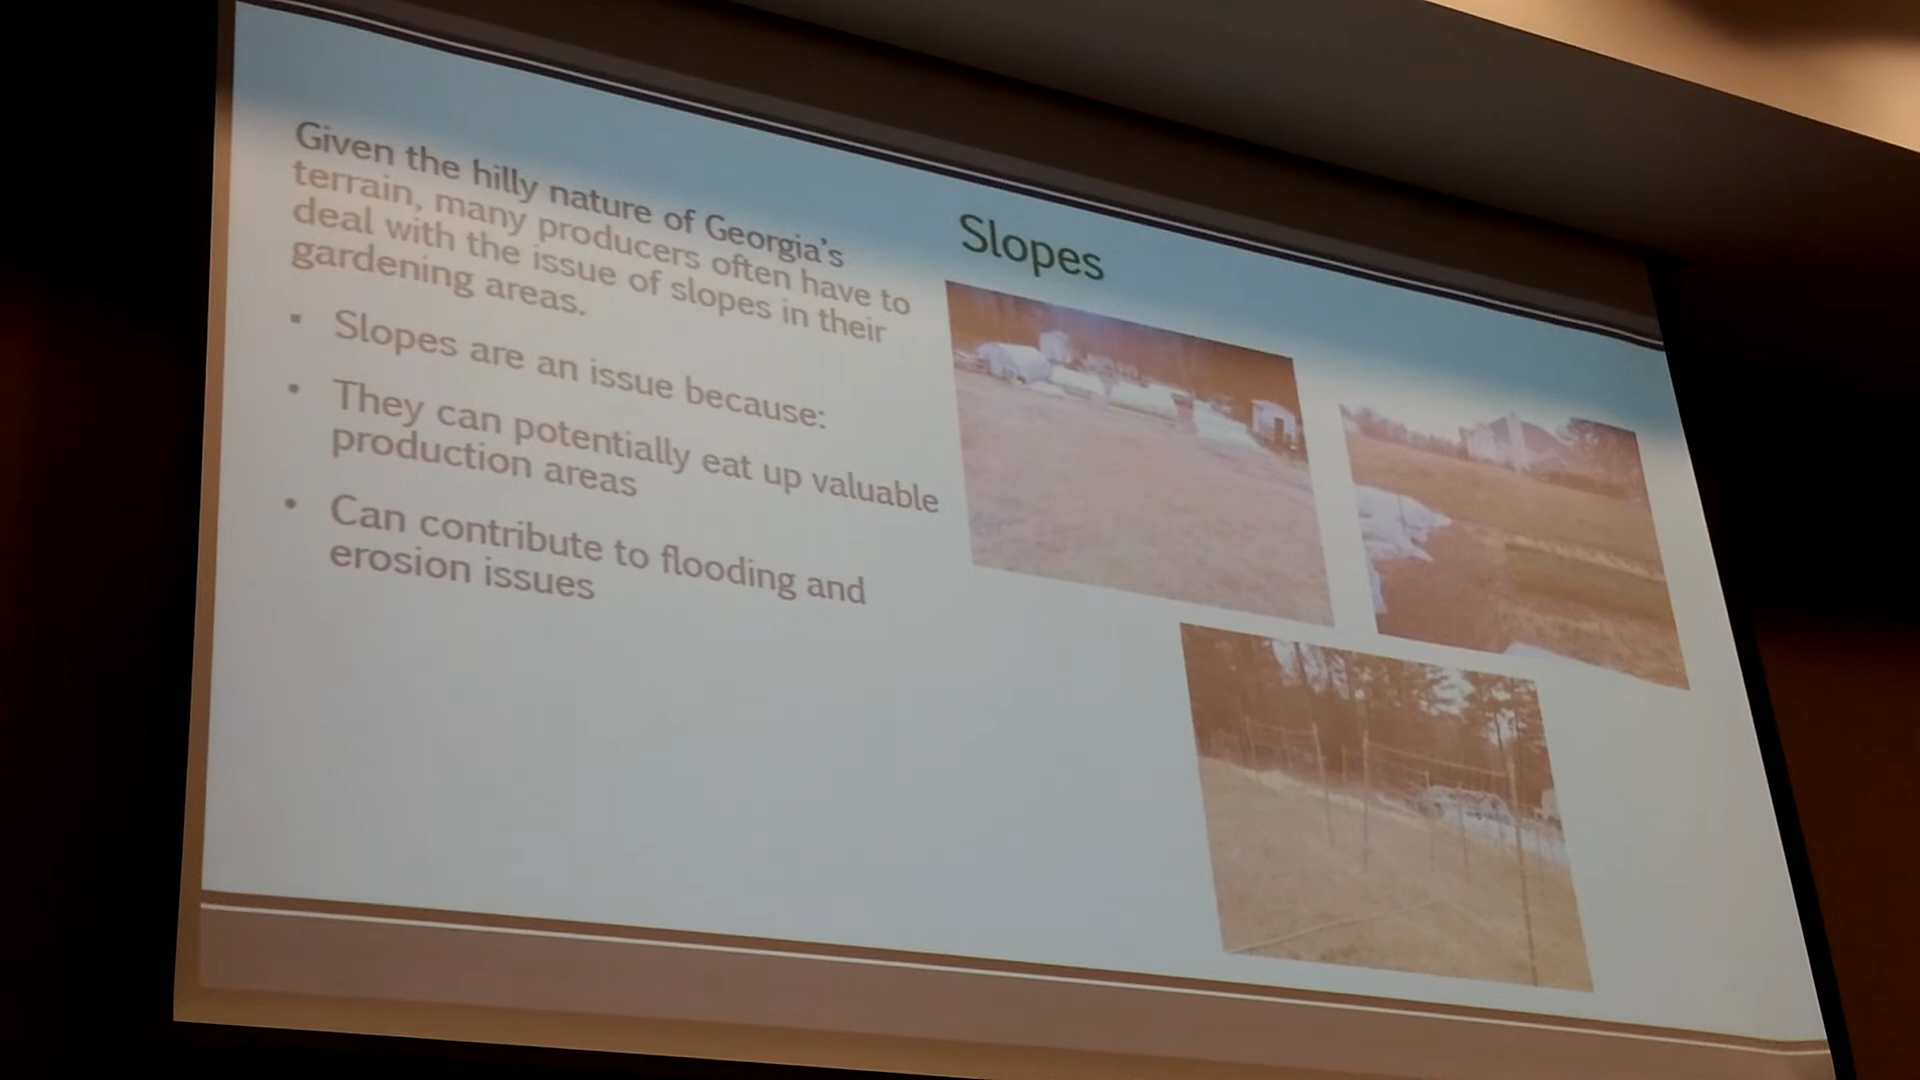 Given the hilly nature of Georgia's
terrain, many producers often have to
deal with the issue of slopes in their
gardening areas.
Slopes are an issue because:
They can potentially eat up valuable
production areas
Can contribute to flooding and
erosion issues
Slopes